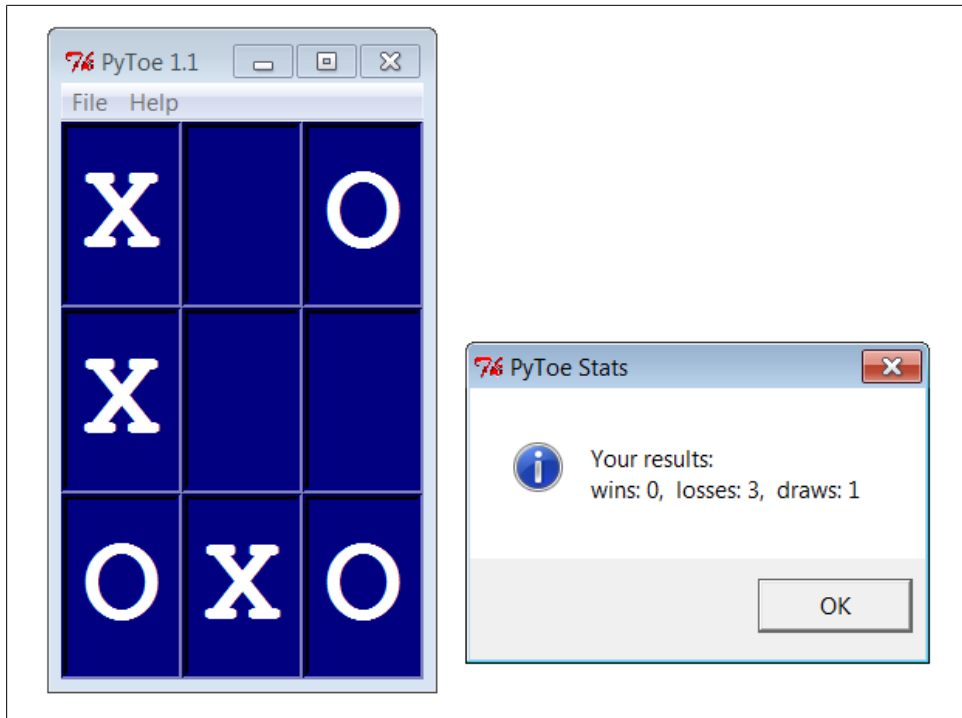 PyToe 1.1
File Help
X O
X
O X O
PyToe Stats
Your results:
wins: 0, losses: 3, draws: 1
OK